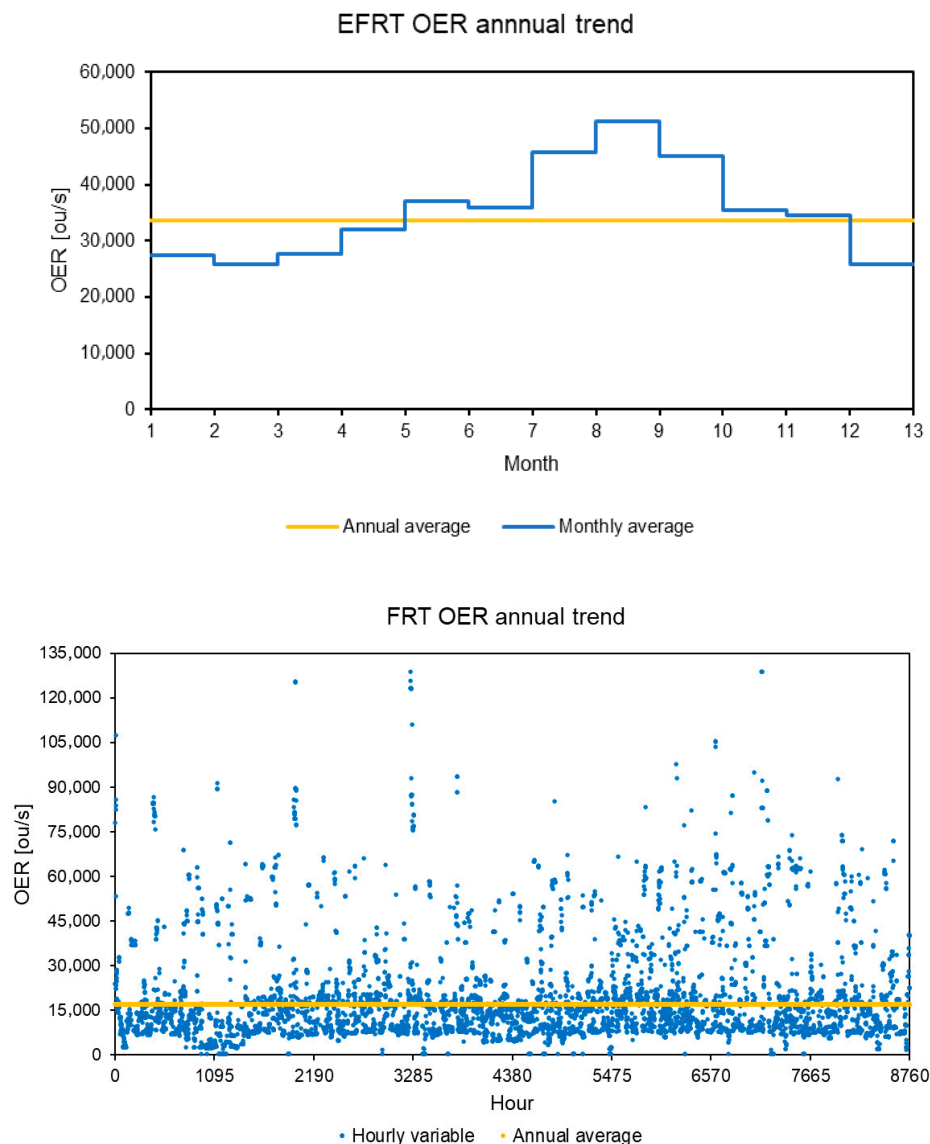 EFRT OER annnual trend
60,000
50,000
40,000
30,000
20,000
10,000
0
OER [ou/s]
1 2 3 4 5 6 7 8 9 10 11 12 13
Month
Annual average Monthly average
FRT OER annual trend
135,000
120,000
105,000
90,000
75,000
60,000
45,000
30,000
15,000
0
OER [ou/s]
0 1095 2190 3285 4380 5475 6570 7665 8760
Hour
Hourly variable Annual average